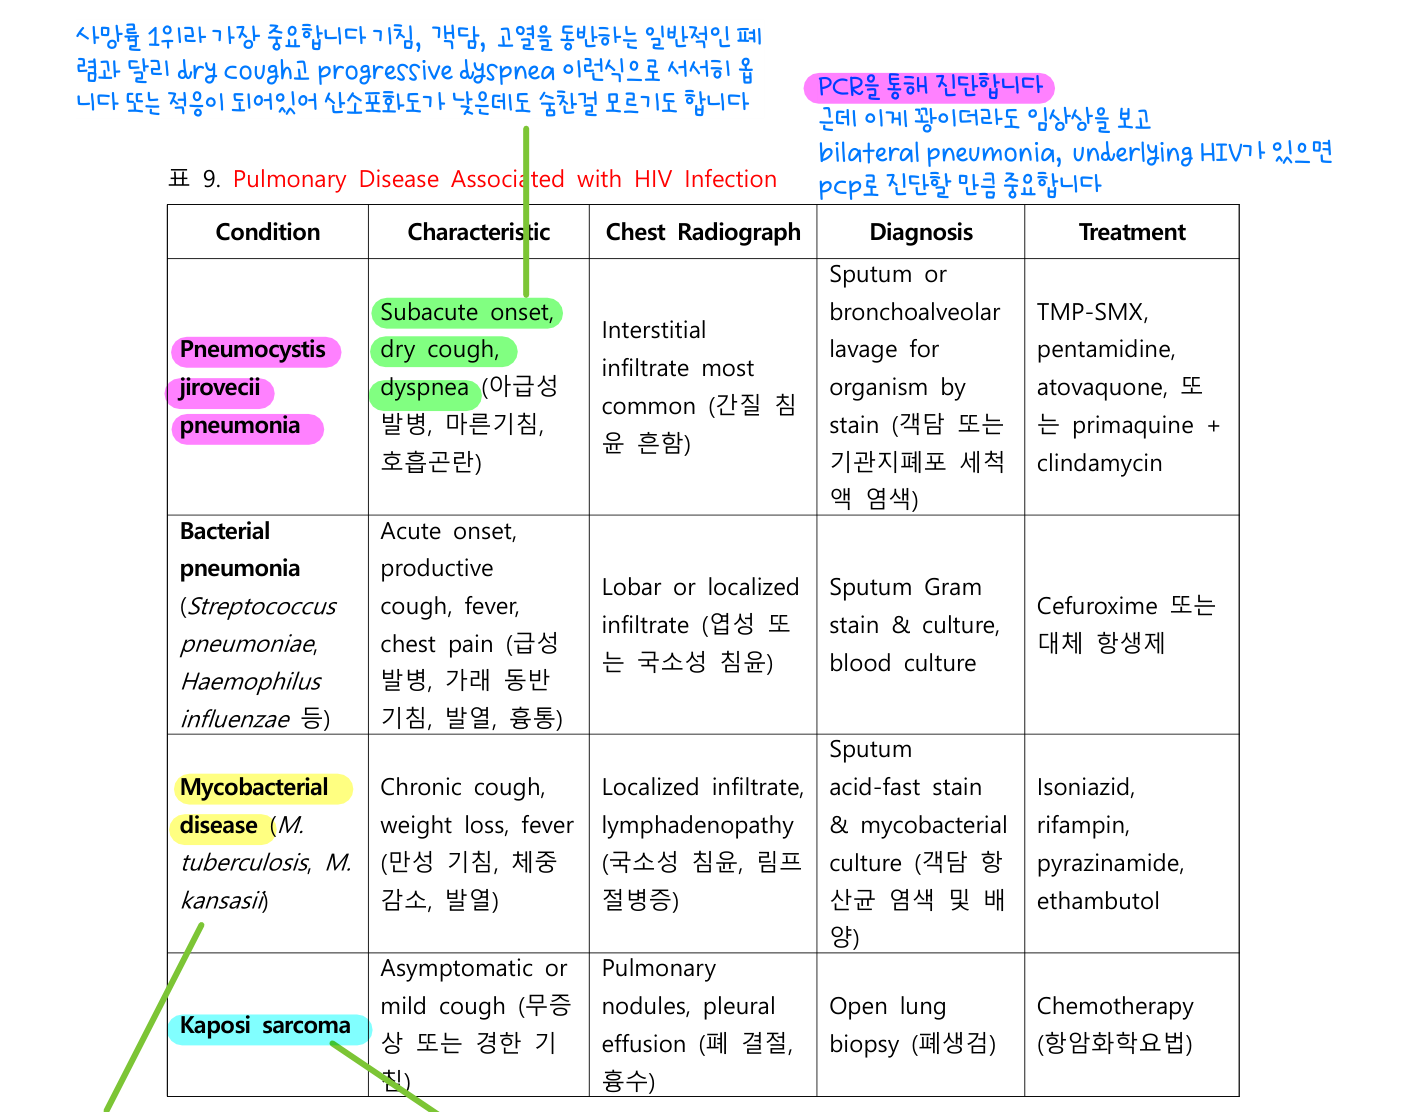 사망률 1위라 가장 중요합니다 기침, 객담, 고열을 동반하는 일반적인 폐
렴과 달리 dry cough고 progressive dyspnea 이런식으로 서서히 옵
니다 또는 적응이 되어있어 산소포화도가 낮은데도 숨찬걸 모르기도 합니다
PCR을 통해 진단합니다
근데 이게 꽝이더라도 임상상을 보고
bilateral pneumonia, underlying HIV가 있으면
pcp로 진단할 만큼 중요합니다
표 9. Pulmonary Disease Associated with HIV Infection
Condition
Characteristic
Chest Radiograph
Diagnosis
Treatment
Pneumocystis
jirovecii
pneumonia
Subacute onset,
dry cough,
dyspnea (아급성
발병, 마른기침,
호흡곤란)
Interstitial
infiltrate most
common (간질 침
윤 흔함)
Sputum or
bronchoalveolar
lavage for
organism by
stain (객담 또는
기관지폐포 세척
액 염색)
TMP-SMX,
pentamidine,
atovaquone, 또
는 primaquine +
clindamycin
Bacterial
pneumonia
(Streptococcus
pneumoniae,
Haemophilus
influenzae 등)
Acute onset,
productive
cough, fever,
chest pain (급성
발병, 가래 동반
기침, 발열, 흉통)
Lobar or localized
infiltrate (엽성 또
는 국소성 침윤)
Sputum Gram
stain & culture,
blood culture
Cefuroxime 또는
대체 항생제
Mycobacterial
disease (M.
tuberculosis, M.
kansasii)
Chronic cough,
weight loss, fever
(만성 기침, 체중
감소, 발열)
Localized infiltrate,
lymphadenopathy
(국소성 침윤, 림프
절병증)
Sputum
acid-fast stain
& mycobacterial
culture (객담 항
산균 염색 및 배
양)
Isoniazid,
rifampin,
pyrazinamide,
ethambutol
Kaposi sarcoma
Asymptomatic or
mild cough (무증
상 또는 경한 기
침)
Pulmonary
nodules, pleural
effusion (폐 결절,
흉수)
Open lung
biopsy (폐생검)
Chemotherapy
(항암화학요법)